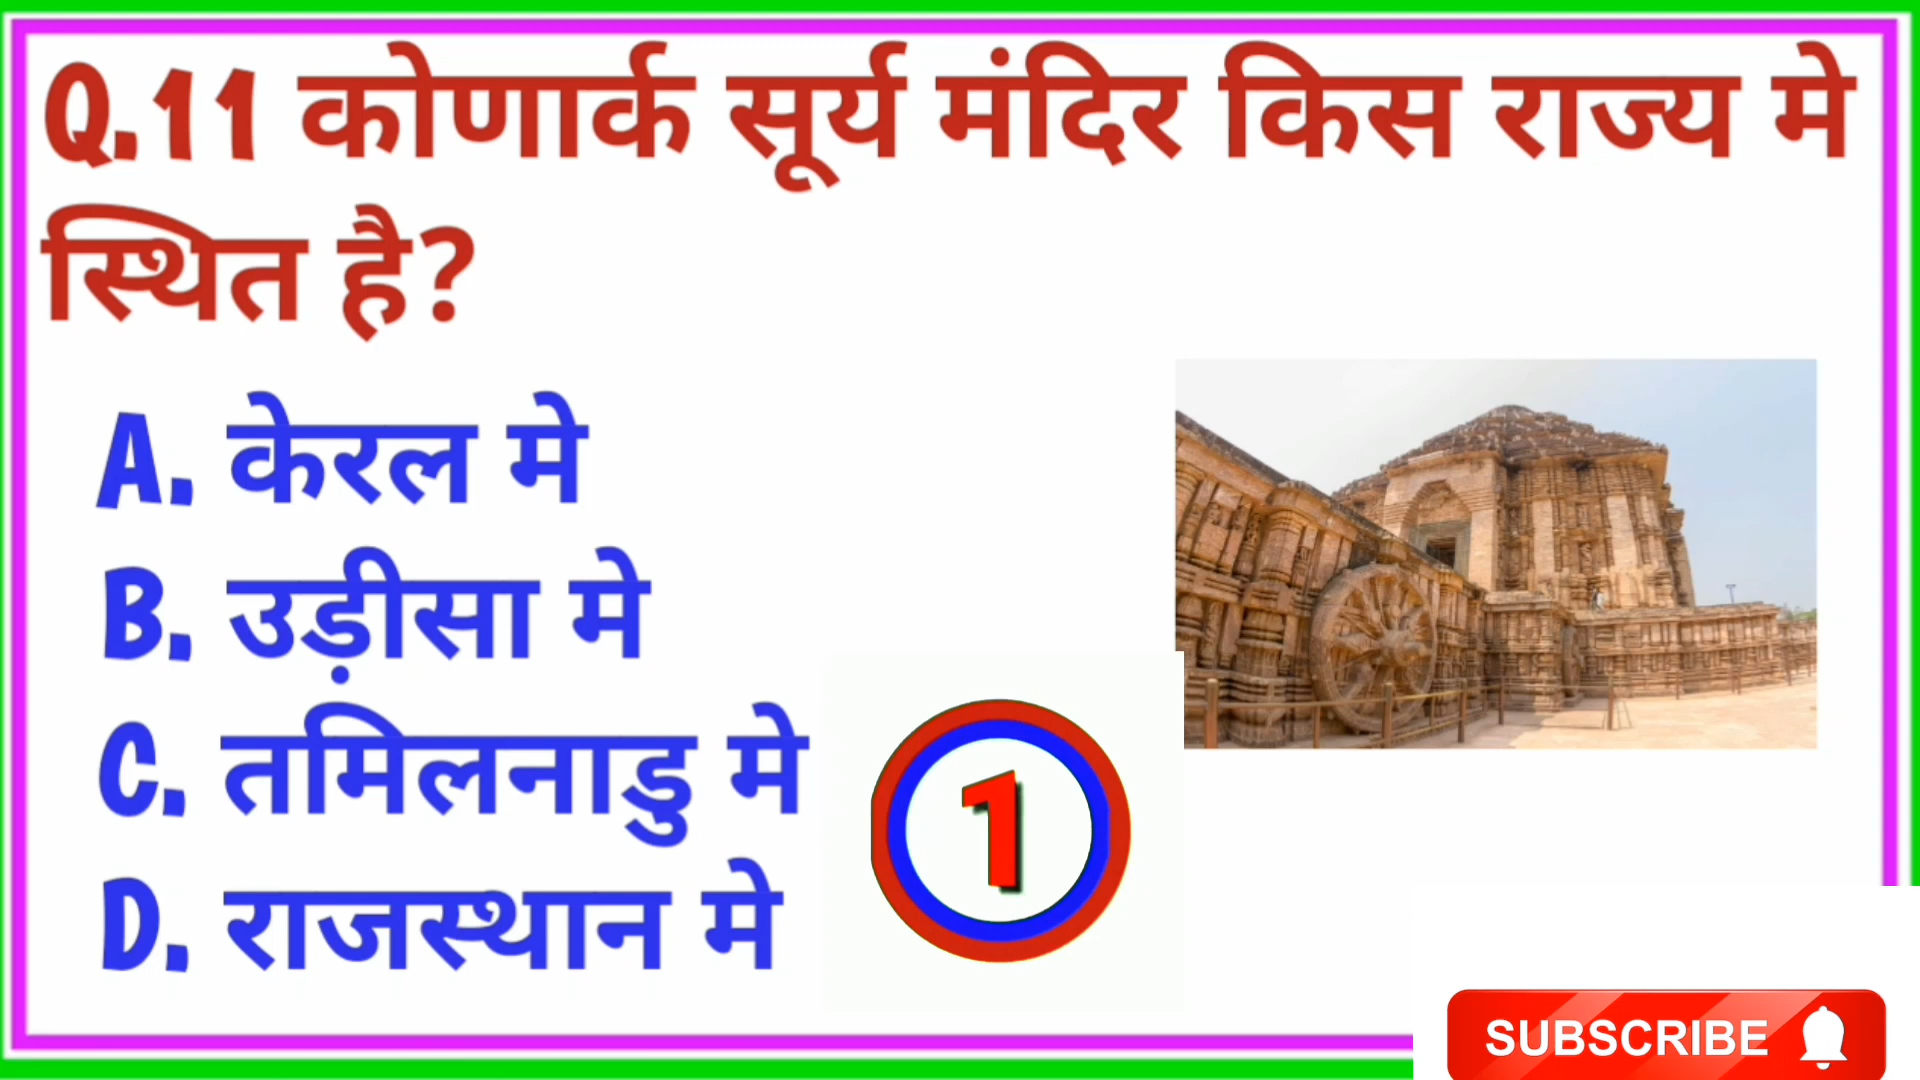 Q.11 कोणार्क सूर्य मंदिर किस राज्य मे
स्थित है?
A. केरल मे
B. उड़ीसा मे
C. तमिलनाडु मे
D. राजस्थान मे
1
SUBSCRIBE